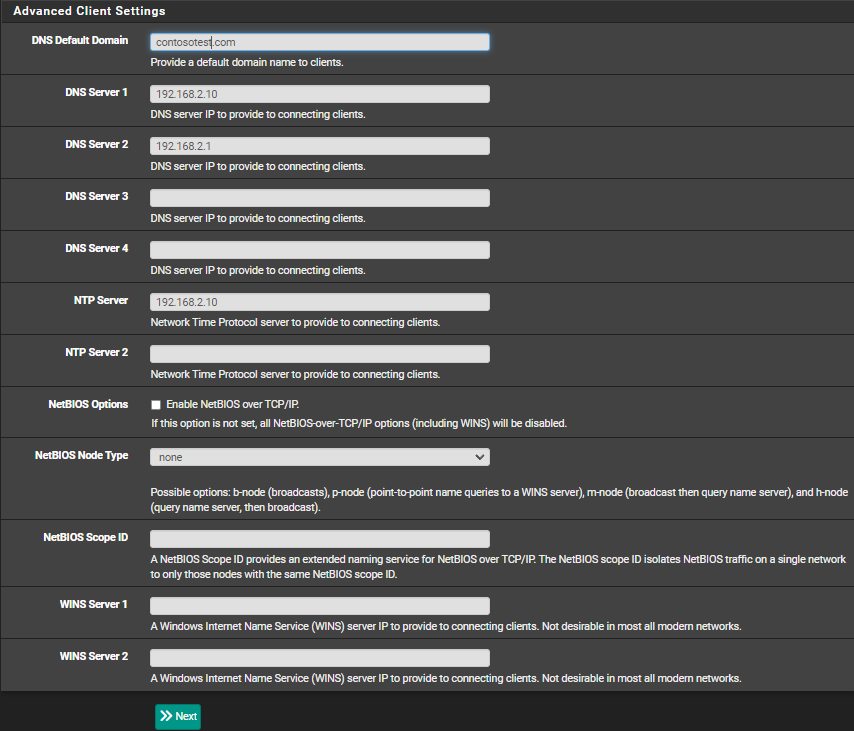 Advanced Client Settings
DNS Default Domain
contosotest.com
Provide a default domain name to clients.
DNS Server 1
192.168.2.10
DNS server IP to provide to connecting clients.
DNS Server 2
192.168.2.1
DNS server IP to provide to connecting clients.
DNS Server 3
DNS server IP to provide to connecting clients.
DNS Server 4
DNS server IP to provide to connecting clients.
NTP Server
192.168.2.10
Network Time Protocol server to provide to connecting clients.
NTP Server 2
Network Time Protocol server to provide to connecting clients.
NetBIOS Options
Enable NetBIOS over TCP/IP.
If this option is not set, all NetBIOS-over-TCP/IP options (including WINS) will be disabled.
NetBIOS Node Type
none
Possible options: b-node (broadcasts), p-node (point-to-point name queries to a WINS server), m-node (broadcast then query name server), and h-node
(query name server, then broadcast).
NetBIOS Scope ID
A NetBIOS Scope ID provides an extended naming service for NetBIOS over TCP/IP. The NetBIOS scope ID isolates NetBIOS traffic on a single network
to only those nodes with the same NetBIOS scope ID.
WINS Server 1
A Windows Internet Name Service (WINS) server IP to provide to connecting clients. Not desirable in most all modern networks.
WINS Server 2
A Windows Internet Name Service (WINS) server IP to provide to connecting clients. Not desirable in most all modern networks.
Next